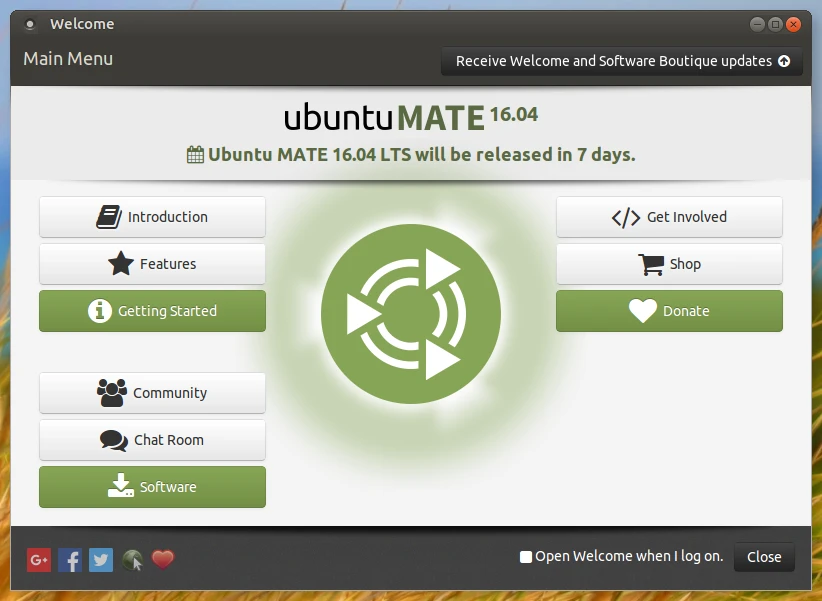 Welcome
Main Menu
Receive Welcome and Software Boutique updates
ubuntu MATE 16.04
Ubuntu MATE 16.04 LTS will be released in 7 days.
Introduction
Features
Getting Started
Community
Chat Room
Software
Get Involved
Shop
Donate
G+
f
Open Welcome when I log on.
Close